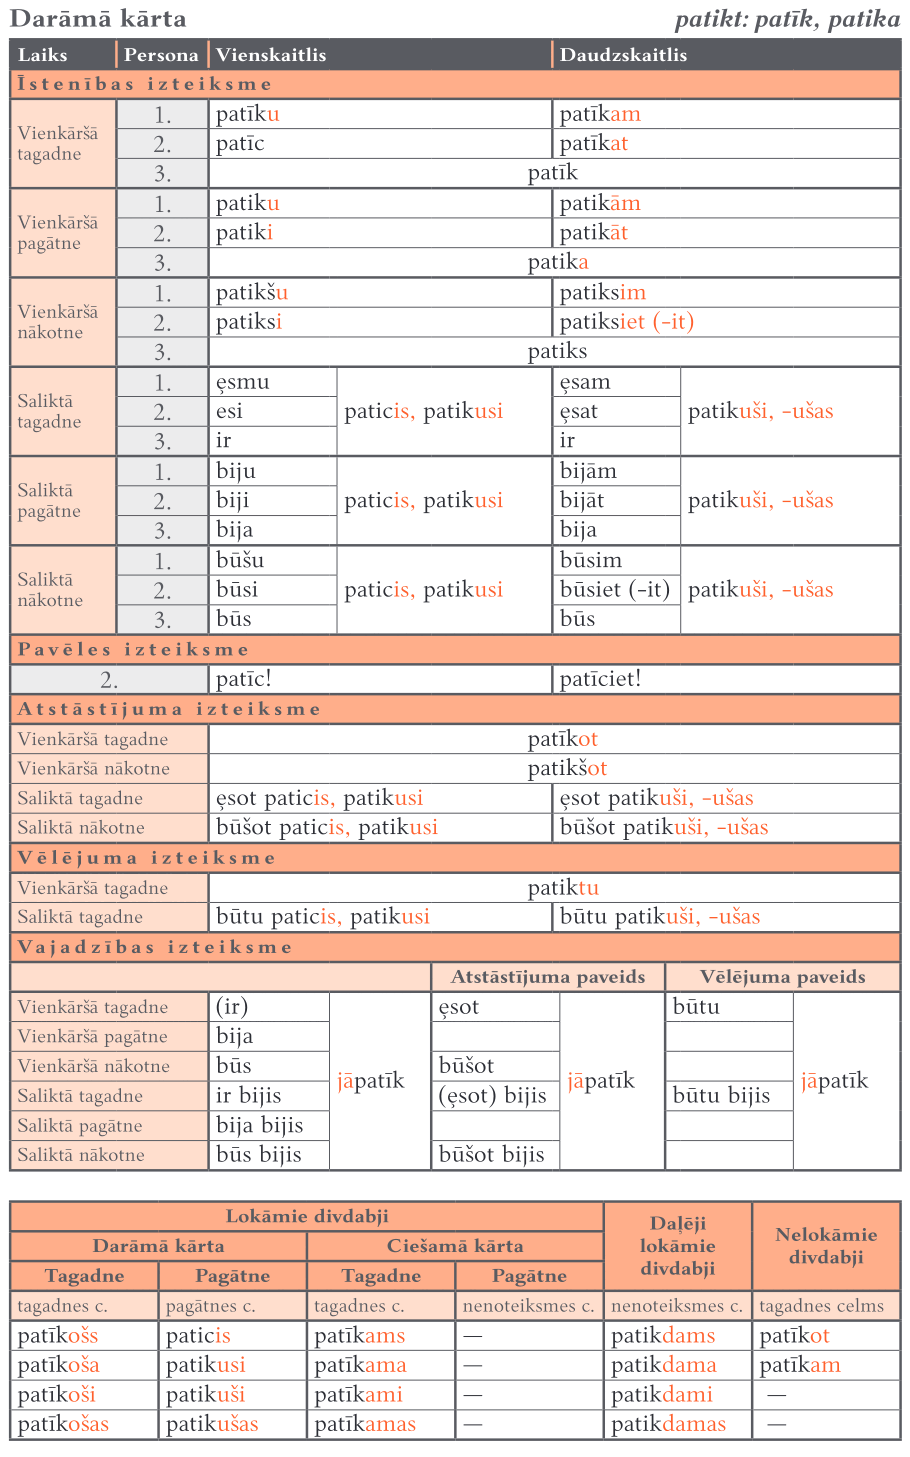 Darāmā kārta patikt: patīk, patika
Laiks Persona Vienskaitlis Daudzskaitlis
Īstenības izteiksme
Vienkāršā tagadne
1. patīku patīkam
2. patīc patīkat
3. patīk
Vienkāršā pagātne
1. patiku patikām
2. patiki patikāt
3. patika
Vienkāršā nākotne
1. patikšu patiksim
2. patiksi patiksiet (-it)
3. patiks
Saliktā tagadne
1. ȩsmu ȩsam
2. esi paticis, patikusi ȩsat patikuši, -ušas
3. ir ir
Saliktā pagātne
1. biju bijām
2. biji paticis, patikusi bijāt patikuši, -ušas
3. bija bija
Saliktā nākotne
1. būšu būsim
2. būsi paticis, patikusi būsiet (-it) patikuši, -ušas
3. būs būs
Pavēles izteiksme
2. patīc! patīciet!
Atstāstījuma izteiksme
Vienkāršā tagadne patīkot
Vienkāršā nākotne patikšot
Saliktā tagadne ȩsot paticis, patikusi ȩsot patikuši, -ušas
Saliktā nākotne būšot paticis, patikusi būšot patikuši, -ušas
Vēlējuma izteiksme
Vienkāršā tagadne patiktu
Saliktā tagadne būtu paticis, patikusi būtu patikuši, -ušas
Vajadzības izteiksme
Atstāstījuma paveids Vēlējuma paveids
Vienkāršā tagadne (ir) ȩsot būtu
Vienkāršā pagātne bija
Vienkāršā nākotne būs būšot
jāpatīk jāpatīk jāpatīk
Saliktā tagadne ir bijis (ȩsot) bijis būtu bijis
Saliktā pagātne bija bijis
Saliktā nākotne būs bijis būšot bijis
Lokāmie divdabji Daļēji lokāmie divdabji Nelokāmie divdabji
Darāmā kārta Ciešamā kārta
Tagadne Pagātne Tagadne Pagātne
tagadnes c. pagātnes c. tagadnes c. nenoteiksmes c. nenoteiksmes c. tagadnes celms
patīkošs paticis patīkams — patikdams patīkot
patīkoša patikusi patīkama — patikdama patīkam
patīkoši patikuši patīkami — patikdami —
patīkošas patikušas patīkamas — patikdamas —